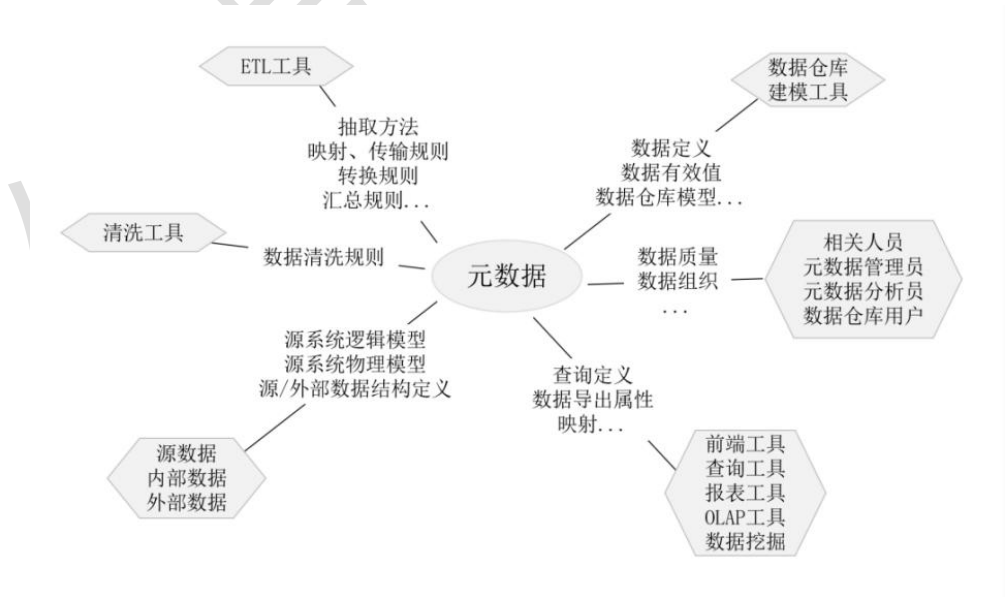 ETL工具
抽取方法
映射、传输规则
转换规则
汇总规则...
数据仓库
建模工具
数据定义
数据有效值
数据仓库模型...
清洗工具
数据清洗规则
元数据
数据质量
数据组织
...
相关人员
元数据管理员
元数据分析员
数据仓库用户
源系统逻辑模型
源系统物理模型
源/外部数据结构定义
源数据
内部数据
外部数据
查询定义
数据导出属性
映射...
前端工具
查询工具
报表工具
OLAP工具
数据挖掘